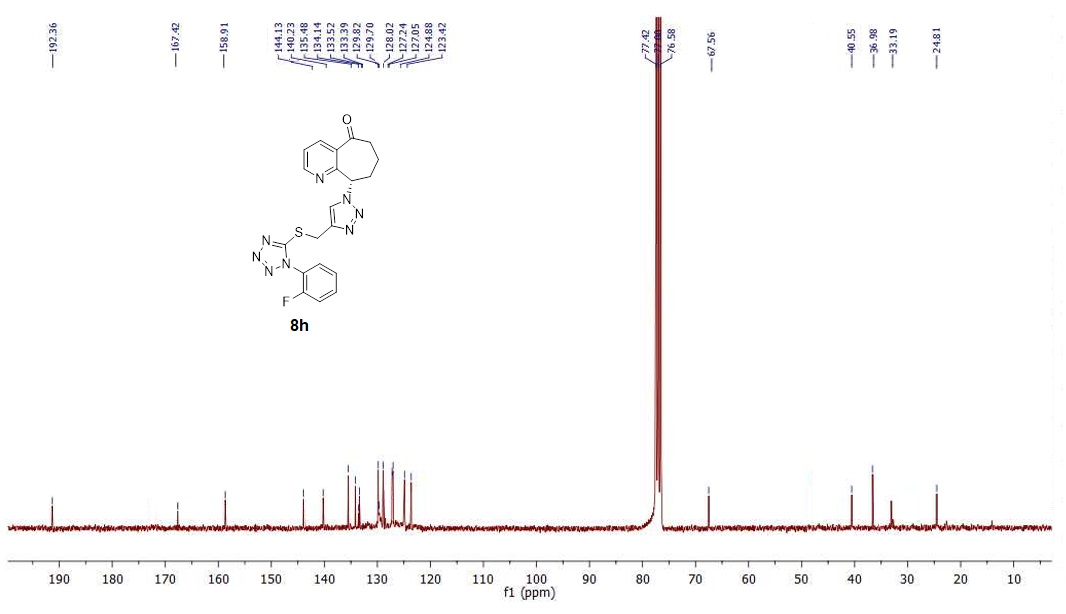 192.36
167.42
158.91
144.13
140.23
135.48
134.14
133.52
133.39
129.82
129.70
128.02
127.24
127.05
124.88
123.42
77.42
77.00
76.58
67.56
40.55
36.98
33.19
24.81
O
N
N
N
N
S
N
N
N
N
F
8h
190 180 170 160 150 140 130 120 110 100 90 80 70 60 50 40 30 20 10
f1 (ppm)